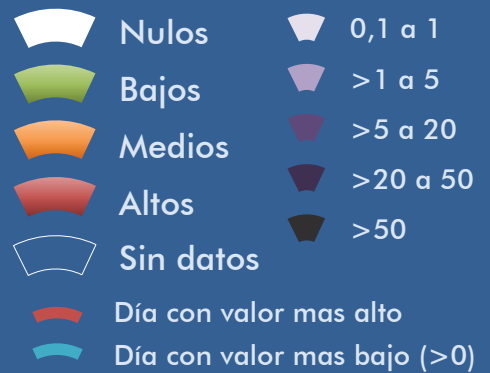 Nulos
Bajos
Medios
Altos
Sin datos
0,1 a 1
>1 a 5
>5 a 20
>20 a 50
>50
Día con valor mas alto
Día con valor mas bajo (>0)